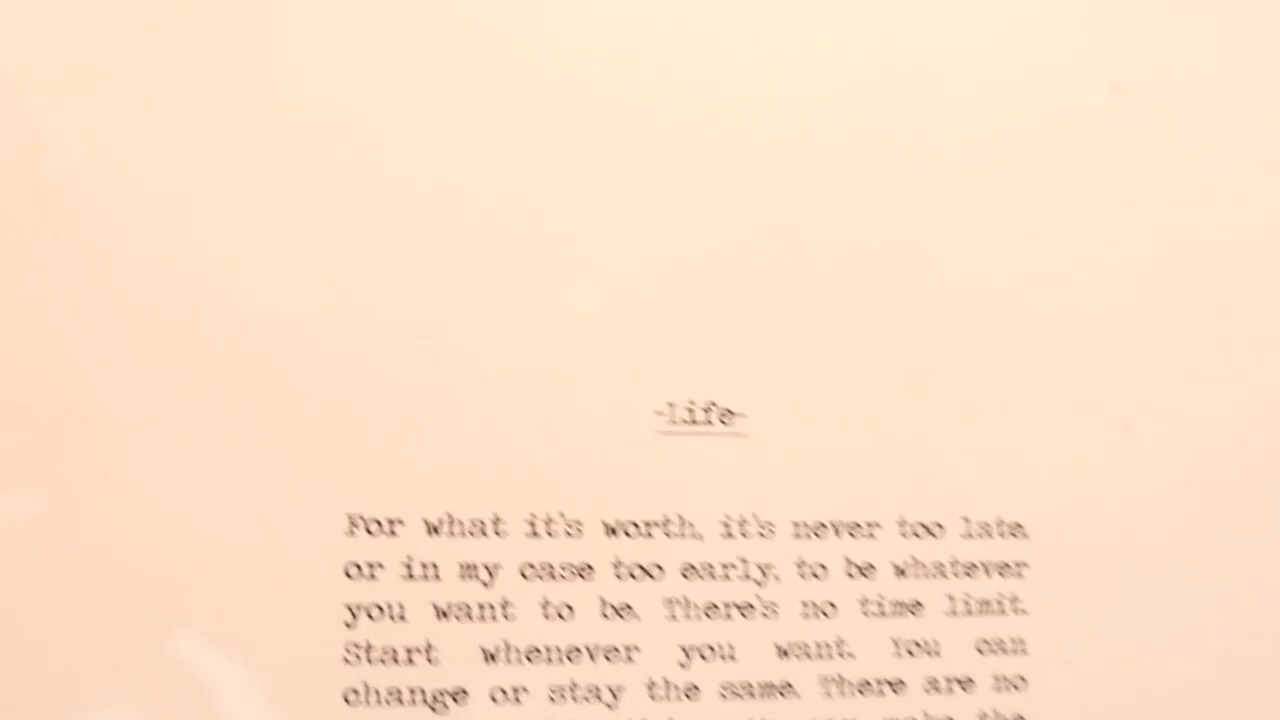 -Life-
For what it's worth, it's never too late,
or in my case too early, to be whatever
you want to be. There's no time limit.
Start whenever you want. You can
change or stay the same. There are no
the